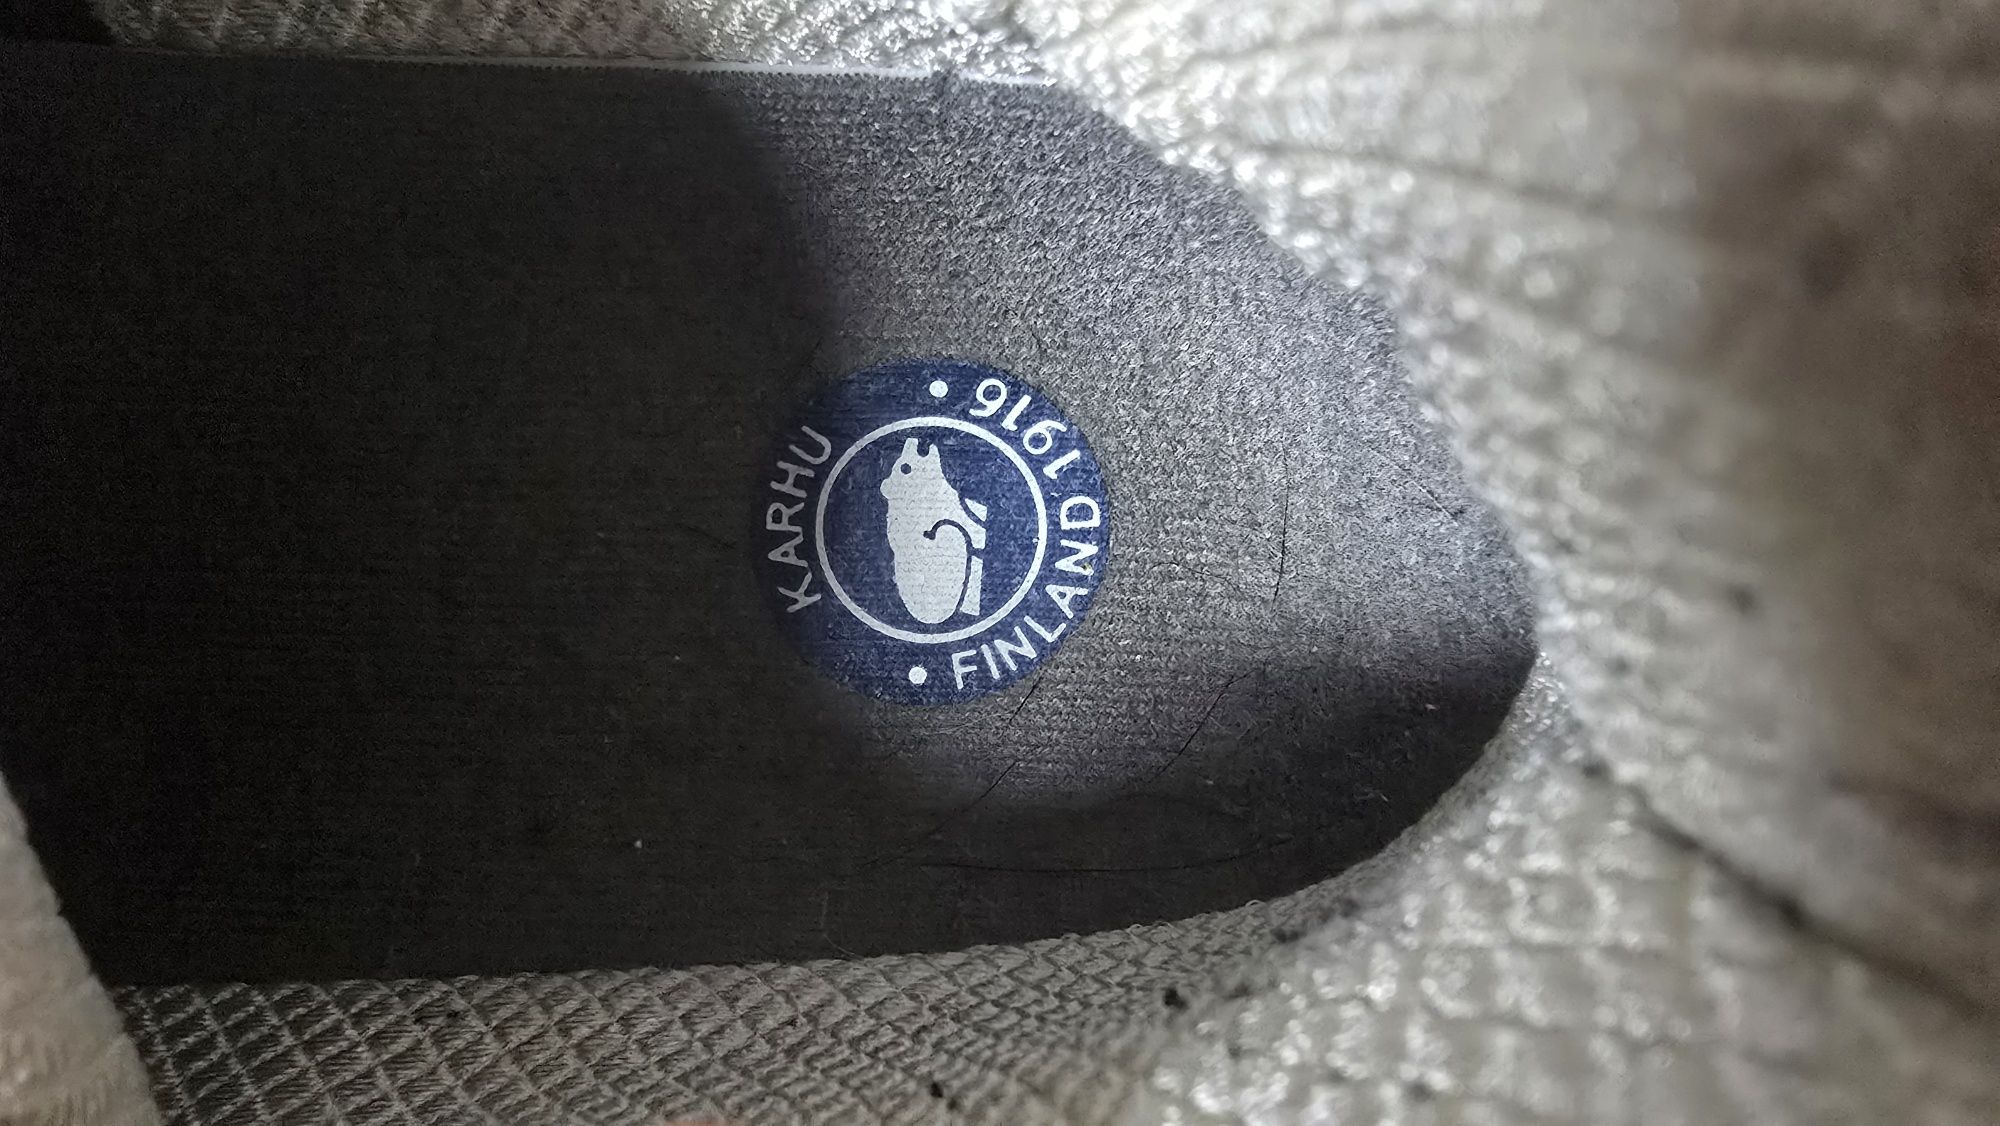 KARHU
• FINLAND 1916 •